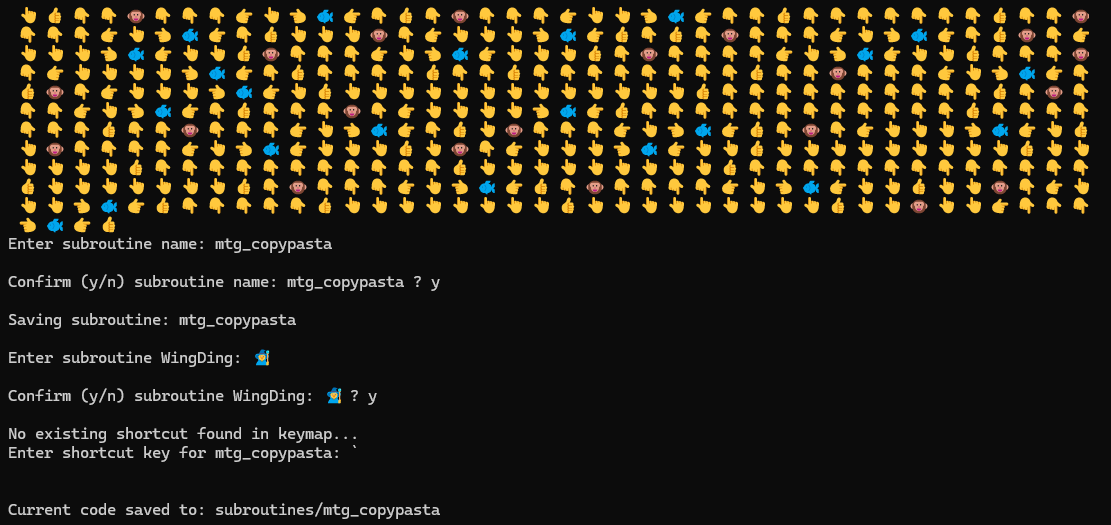 Enter subroutine name: mtg_copypasta
Confirm (y/n) subroutine name: mtg_copypasta ? y
Saving subroutine: mtg_copypasta
Enter subroutine WingDing: 🧙
Confirm (y/n) subroutine WingDing: 🧙 ? y
No existing shortcut found in keymap...
Enter shortcut key for mtg_copypasta: `
Current code saved to: subroutines/mtg_copypasta